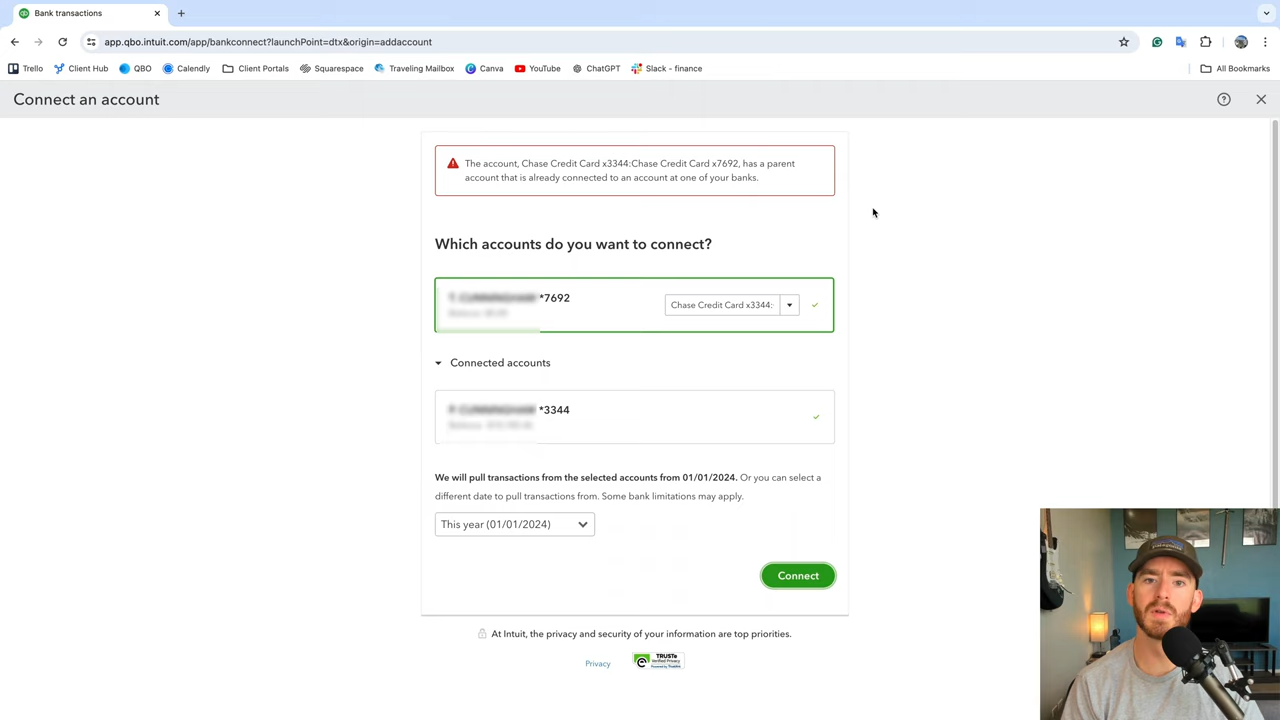 Bank transactions
app.qbo.intuit.com/app/bankconnect?launchPoint=dtx&origin=addaccount
Trello
Client Hub
QBO
Calendly
Client Portals
Squarespace
Traveling Mailbox
Canva
YouTube
ChatGPT
Slack - finance
All Bookmarks
Connect an account
The account, Chase Credit Card x3344:Chase Credit Card x7692, has a parent
account that is already connected to an account at one of your banks.
Which accounts do you want to connect?
*7692
Chase Credit Card x3344:
Connected accounts
*3344
We will pull transactions from the selected accounts from 01/01/2024. Or you can select a
different date to pull transactions from. Some bank limitations may apply.
This year (01/01/2024)
Connect
At Intuit, the privacy and security of your information are top priorities.
Privacy
TRUSTe
Verified Privacy